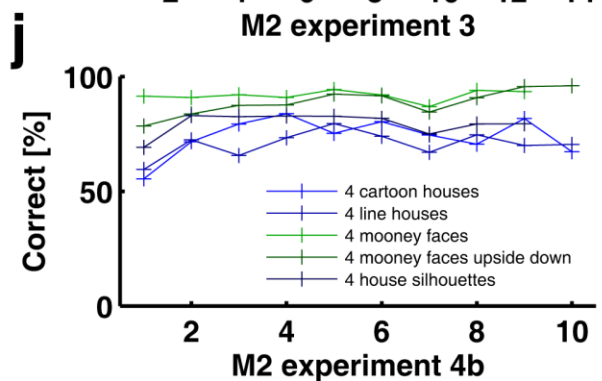 M2 experiment 3
j
100
50
0
Correct [%]
4 cartoon houses
4 line houses
4 mooney faces
4 mooney faces upside down
4 house silhouettes
2 4 6 8 10
M2 experiment 4b